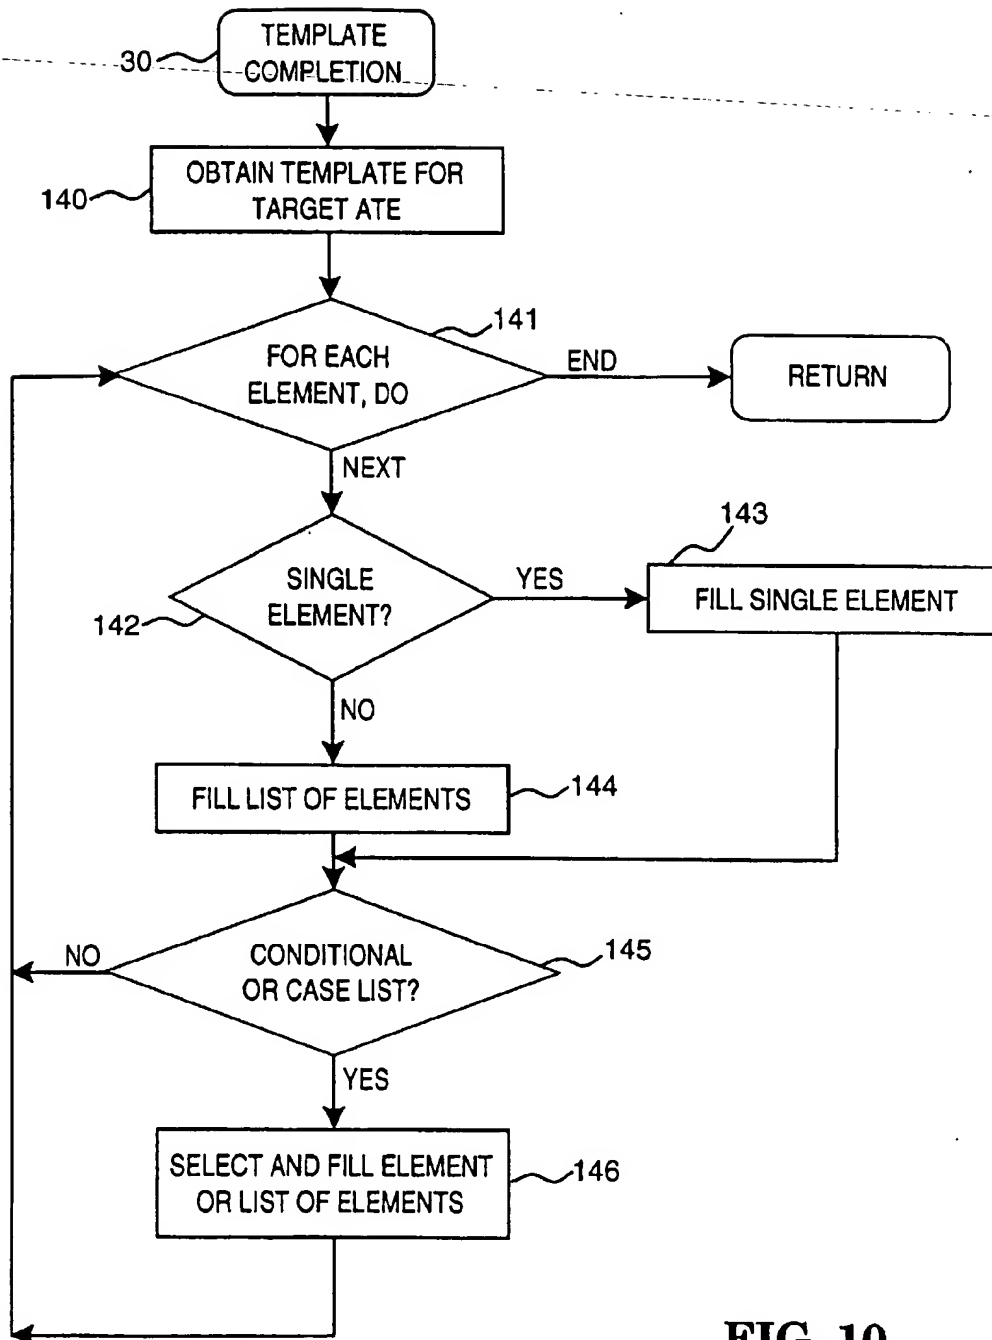 TEMPLATE
COMPLETION
30
OBTAIN TEMPLATE FOR
TARGET ATE
140
141
FOR EACH
ELEMENT, DO
END
RETURN
NEXT
143
SINGLE
ELEMENT?
YES
FILL SINGLE ELEMENT
142
NO
FILL LIST OF ELEMENTS
144
NO
CONDITIONAL
OR CASE LIST?
145
YES
SELECT AND FILL ELEMENT
OR LIST OF ELEMENTS
146
FIG. 10